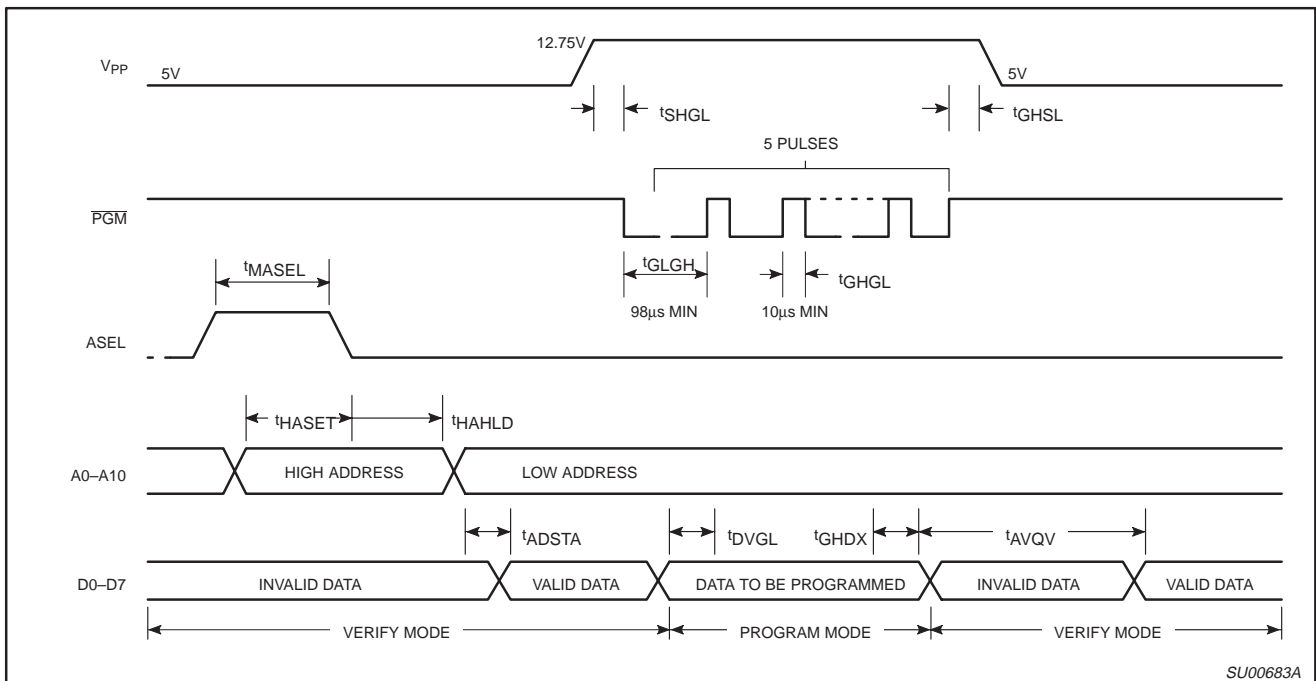 12.75V
VPP
5V
5V
tSHGL
tGHSL
5 PULSES
PGM
tMASEL
tGLGH
tGHGL
98µs MIN
10µs MIN
ASEL
tHASET
tHAHLD
A0–A10
HIGH ADDRESS
LOW ADDRESS
tADSTA
tDVGL
tGHDX
tAVQV
D0–D7
INVALID DATA
VALID DATA
DATA TO BE PROGRAMMED
INVALID DATA
VALID DATA
VERIFY MODE
PROGRAM MODE
VERIFY MODE
SU00683A